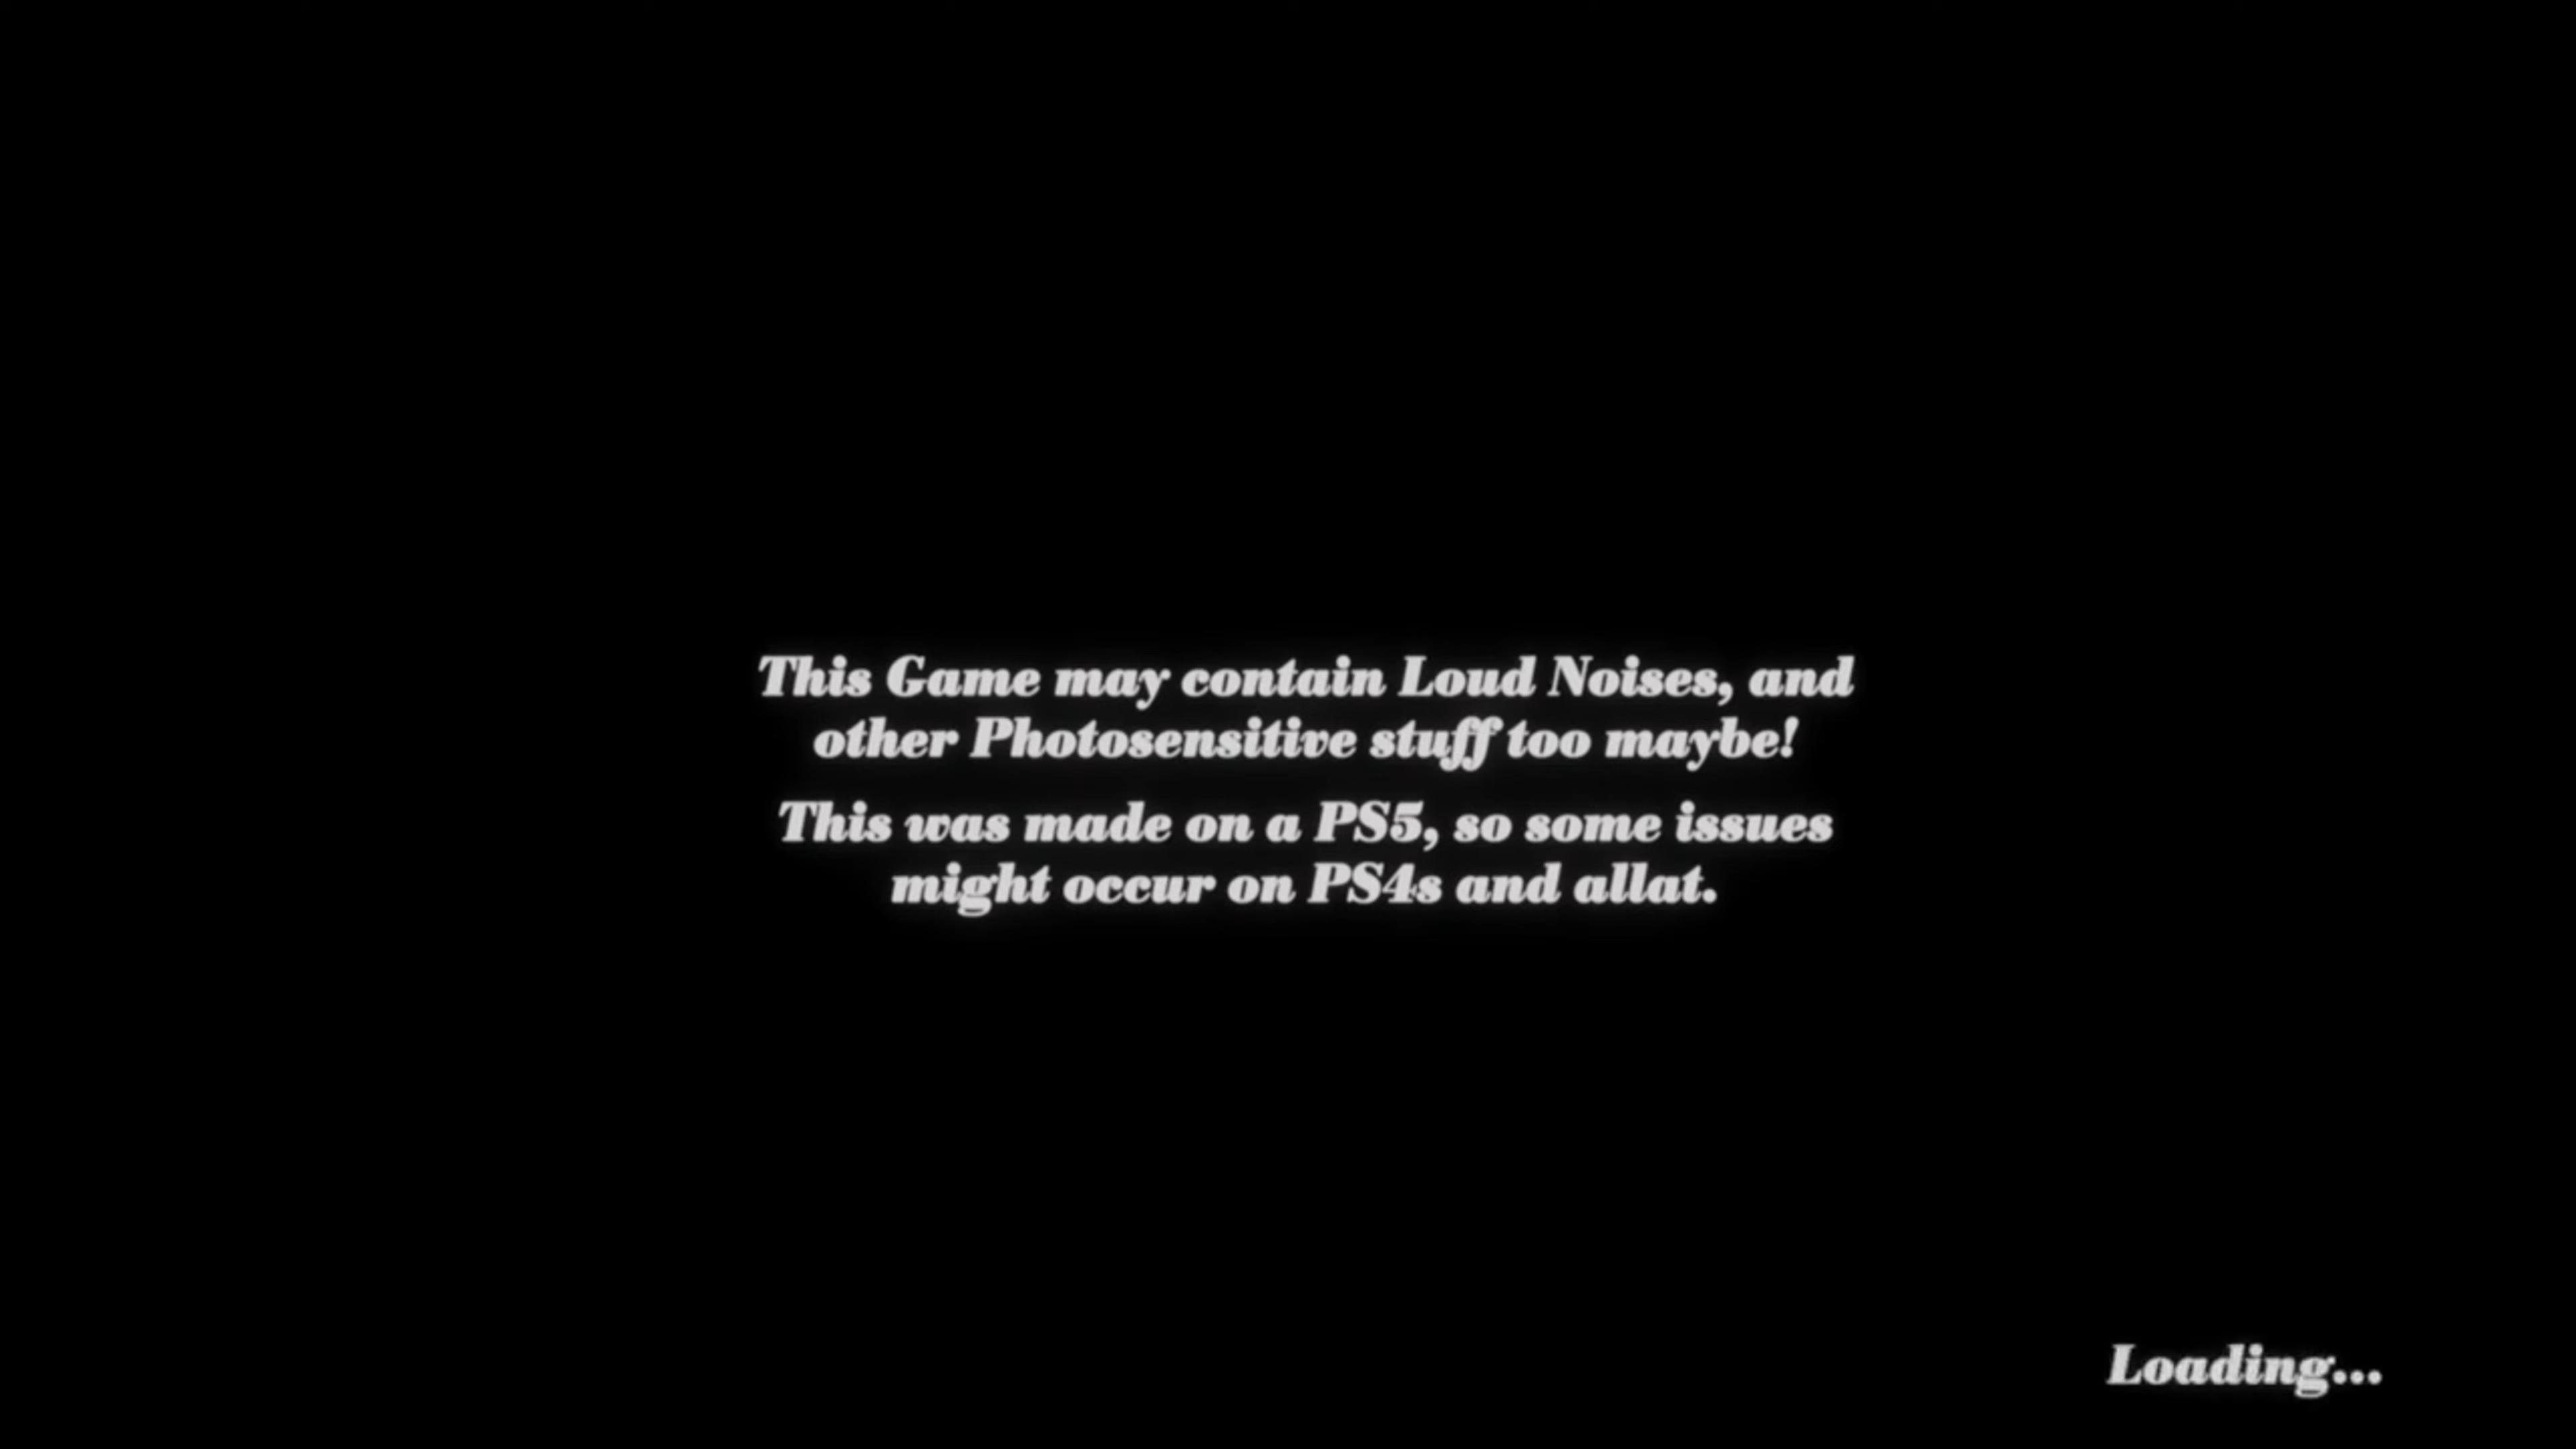 This Game may contain Loud Noises, and
other Photosensitive stuff too maybe!
This was made on a PS5, so some issues
might occur on PS4s and allat.
Loading...